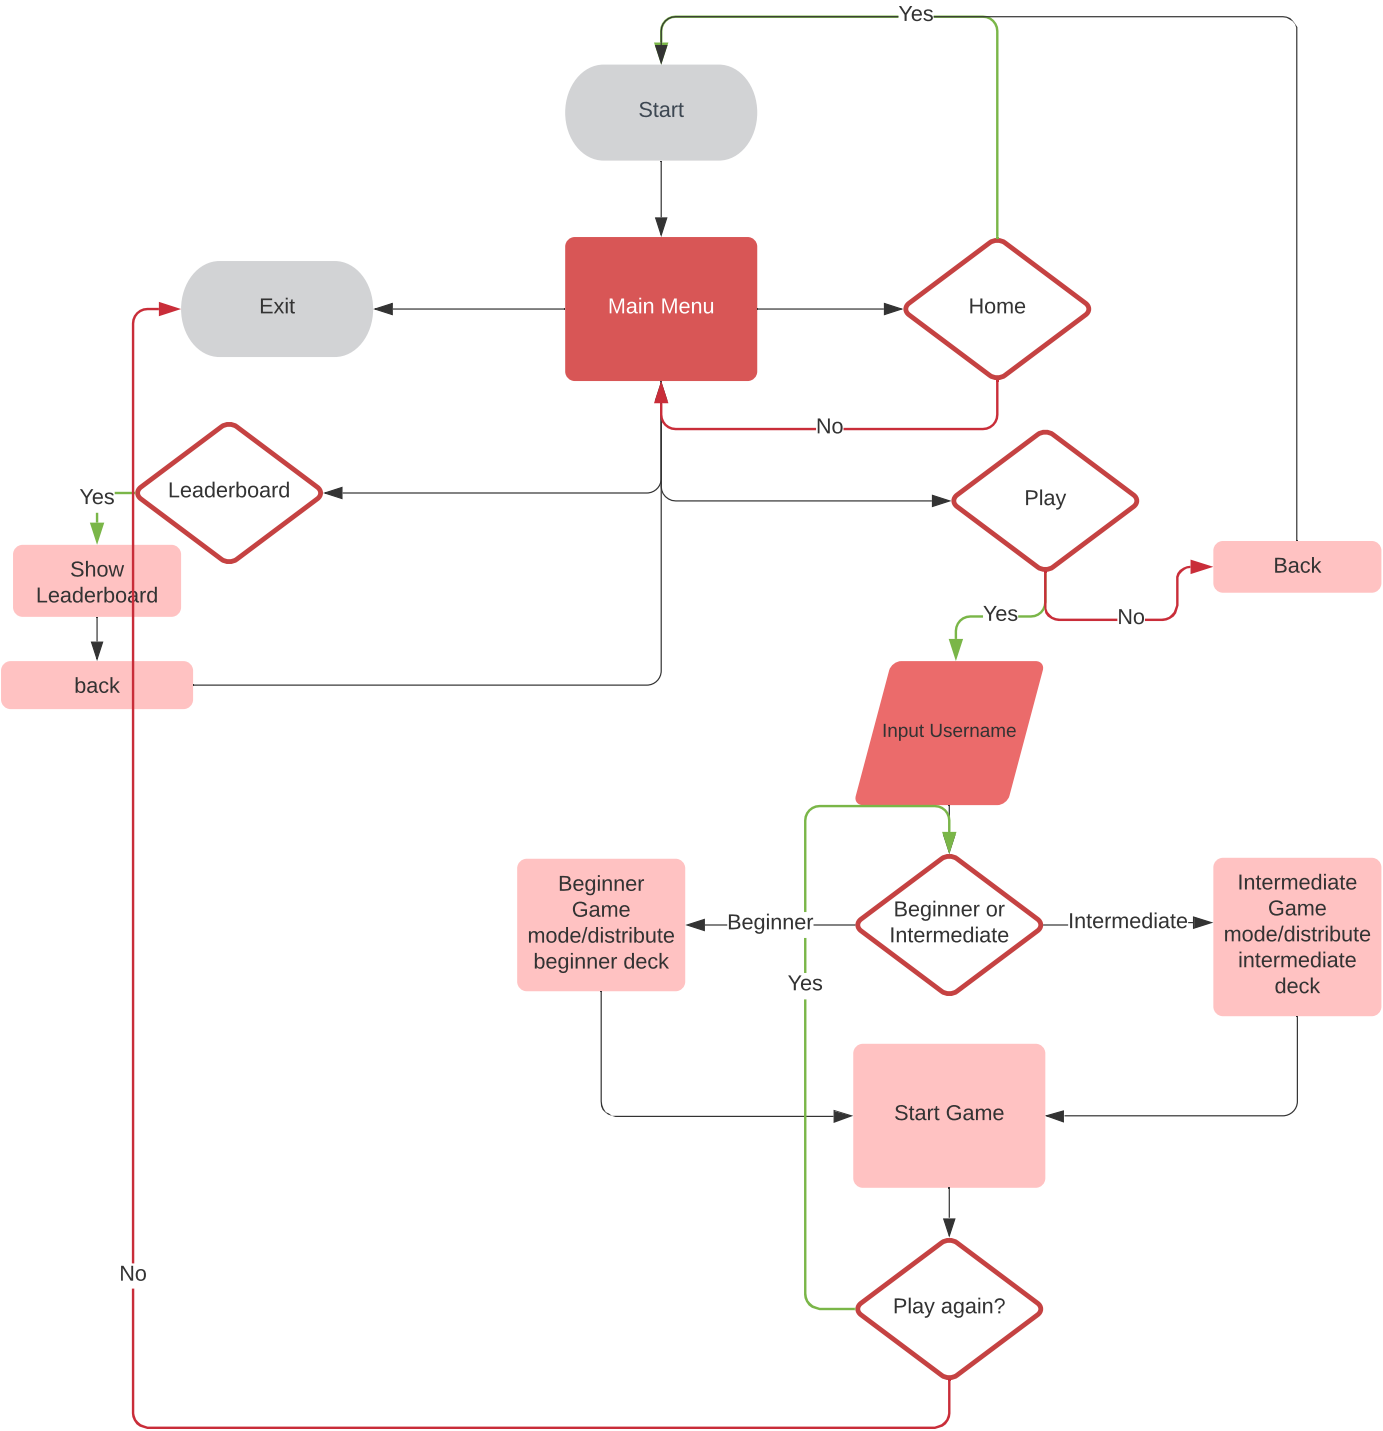 Yes
Start
Exit
Main Menu
Home
No
Leaderboard
Play
Yes
Show
Leaderboard
Back
Yes
No
back
Input Username
Beginner
Game
mode/distribute
beginner deck
Beginner
Beginner or
Intermediate
Intermediate
Intermediate
Game
mode/distribute
intermediate
deck
Yes
Start Game
No
Play again?